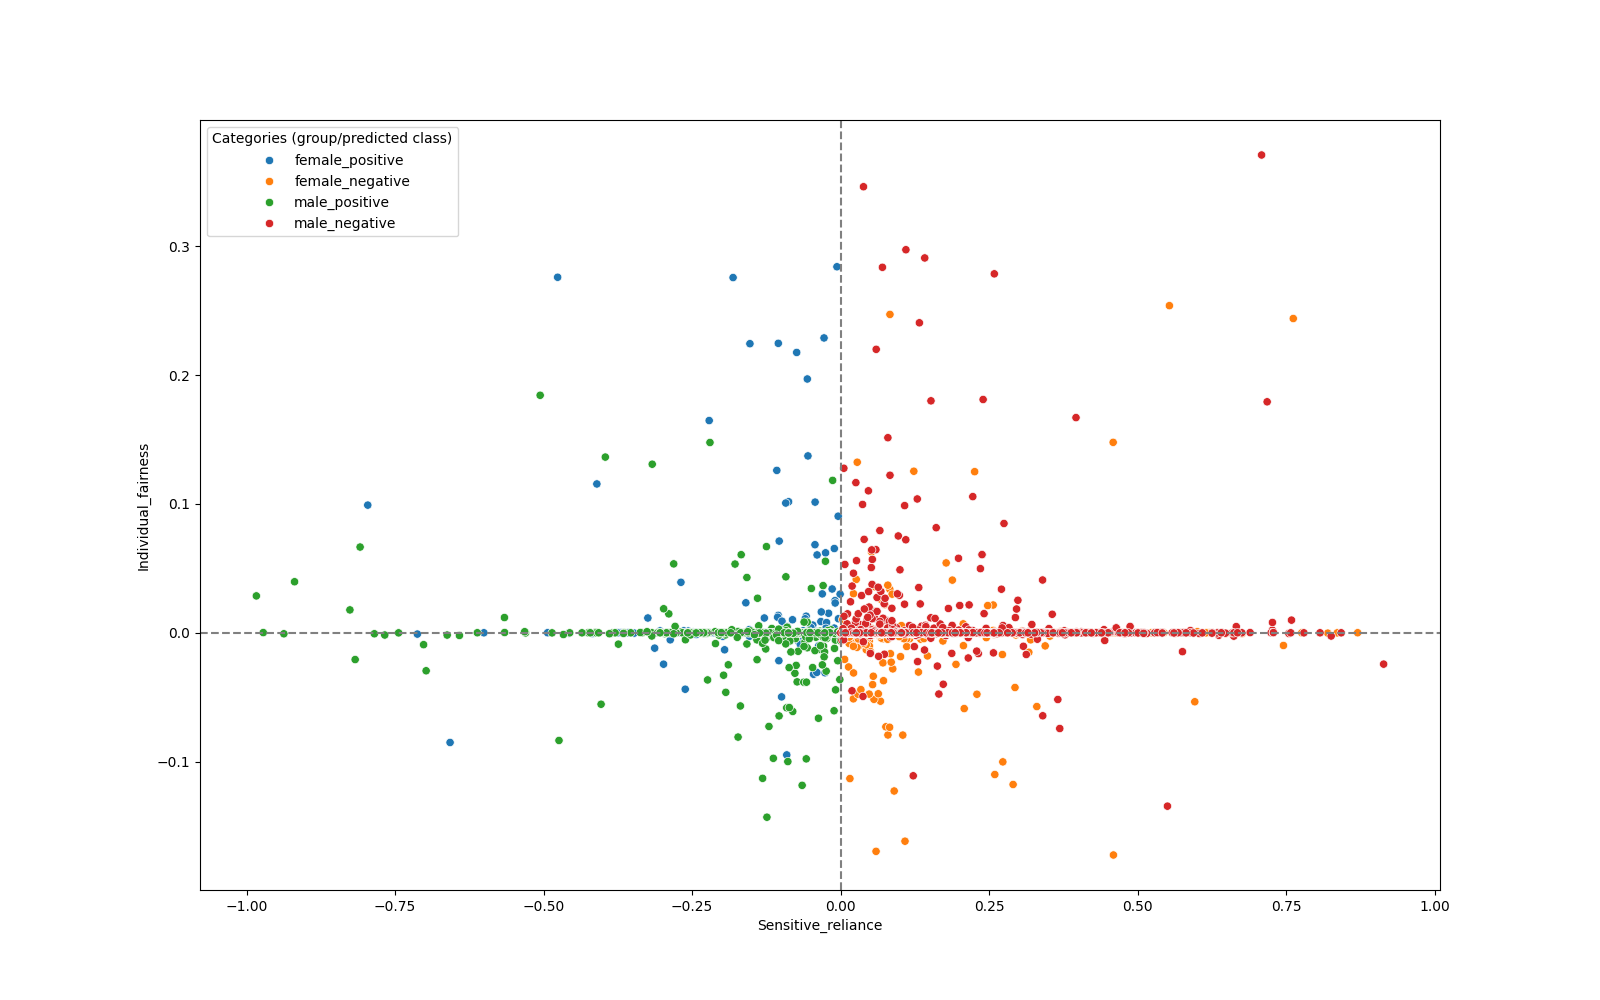 Categories (group/predicted class)
female_positive
female_negative
male_positive
male_negative
0.3
0.2
0.1
0.0
−0.1
Individual_fairness
−1.00
−0.75
−0.50
−0.25
0.00
0.25
0.50
0.75
1.00
Sensitive_reliance